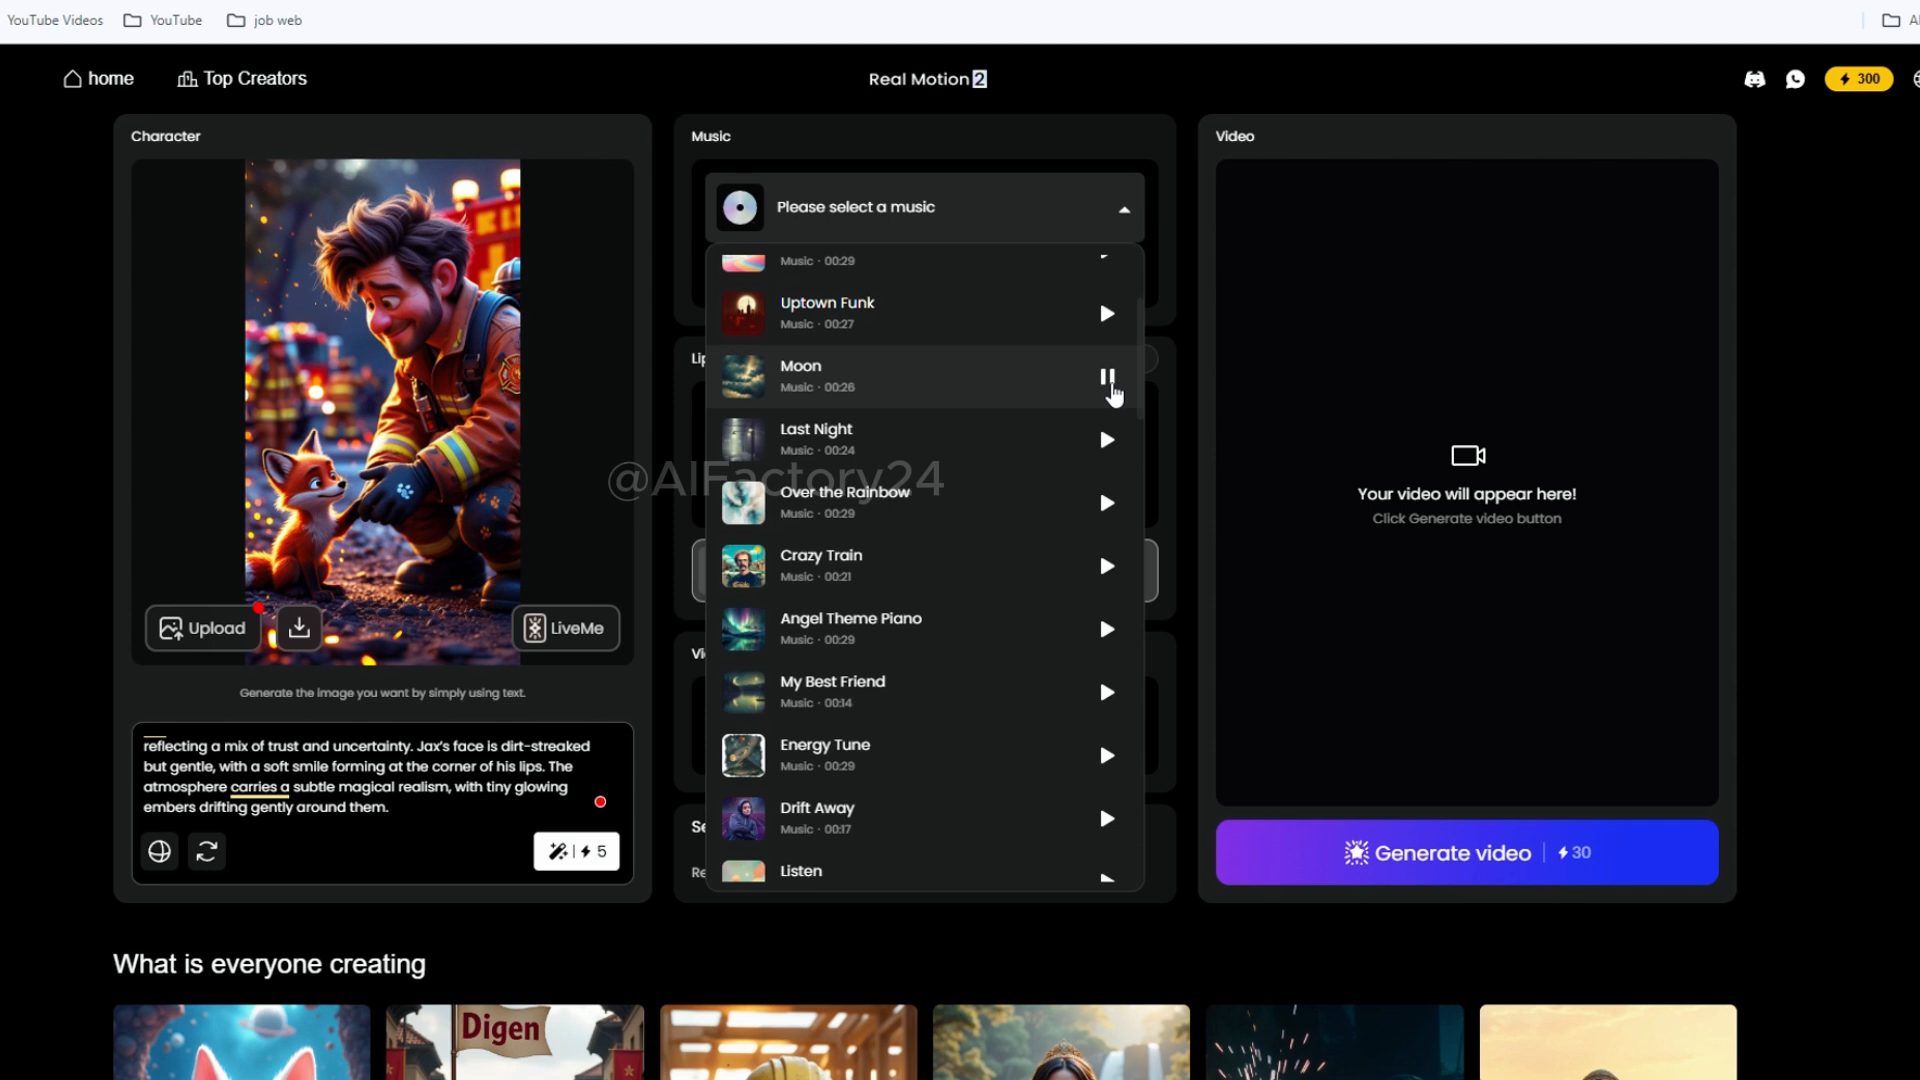 YouTube Videos
YouTube
job web
home
Top Creators
Real Motion 2
300
Character
Upload
LiveMe
Generate the image you want by simply using text.
reflecting a mix of trust and uncertainty. Jax's face is dirt-streaked
but gentle, with a soft smile forming at the corner of his lips. The
atmosphere carries a subtle magical realism, with tiny glowing
embers drifting gently around them.
5
Music
Please select a music
Music · 00:29
Uptown Funk
Music · 00:27
Moon
Music · 00:26
Last Night
Music · 00:24
Over the Rainbow
Music · 00:29
Crazy Train
Music · 00:21
Angel Theme Piano
Music · 00:29
My Best Friend
Music · 00:14
Energy Tune
Music · 00:29
Drift Away
Music · 00:17
Listen
@AIFactory24
Video
Your video will appear here!
Click Generate video button
Generate video
30
What is everyone creating
Digen